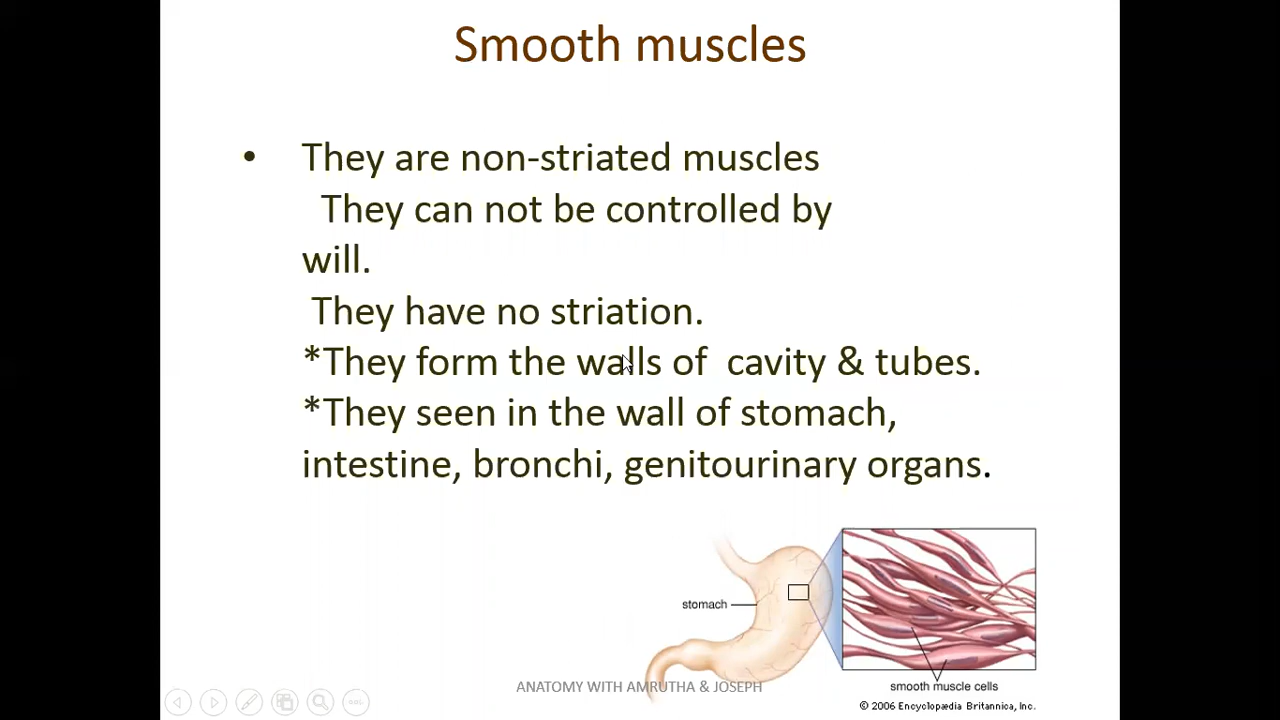 Smooth muscles
• They are non-striated muscles
They can not be controlled by
will.
They have no striation.
*They form the walls of cavity & tubes.
*They seen in the wall of stomach,
intestine, bronchi, genitourinary organs.
stomach
ANATOMY WITH AMRUTHA & JOSEPH
smooth muscle cells
© 2006 Encyclopædia Britannica, Inc.